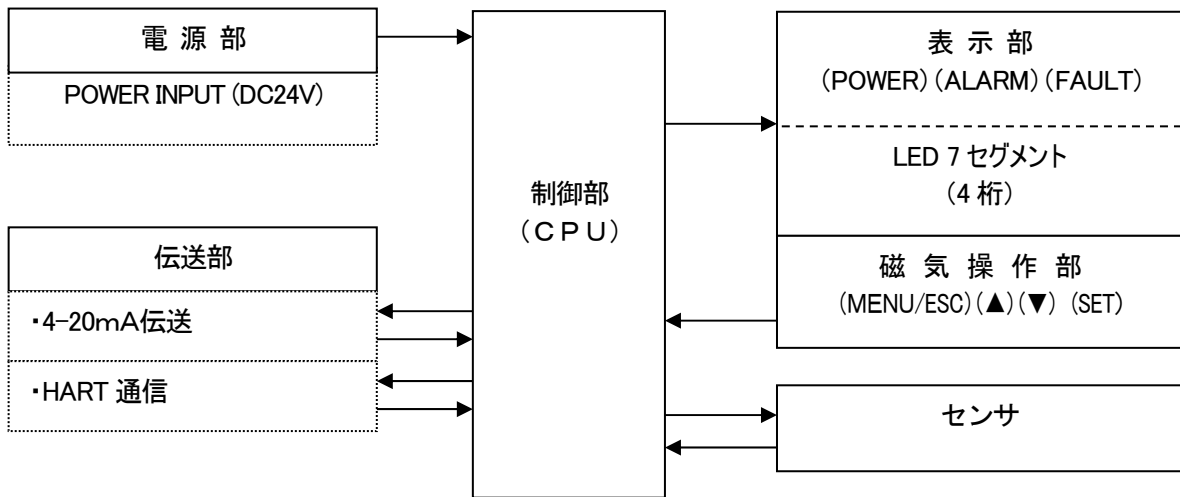 電 源 部
POWER INPUT (DC24V)
伝送部
・4-20mA伝送
・HART 通信
制御部
(CPU)
表 示 部
(POWER)(ALARM)(FAULT)
LED 7 セグメント
(4 桁)
磁 気 操 作 部
(MENU/ESC)(▲)(▼) (SET)
センサ